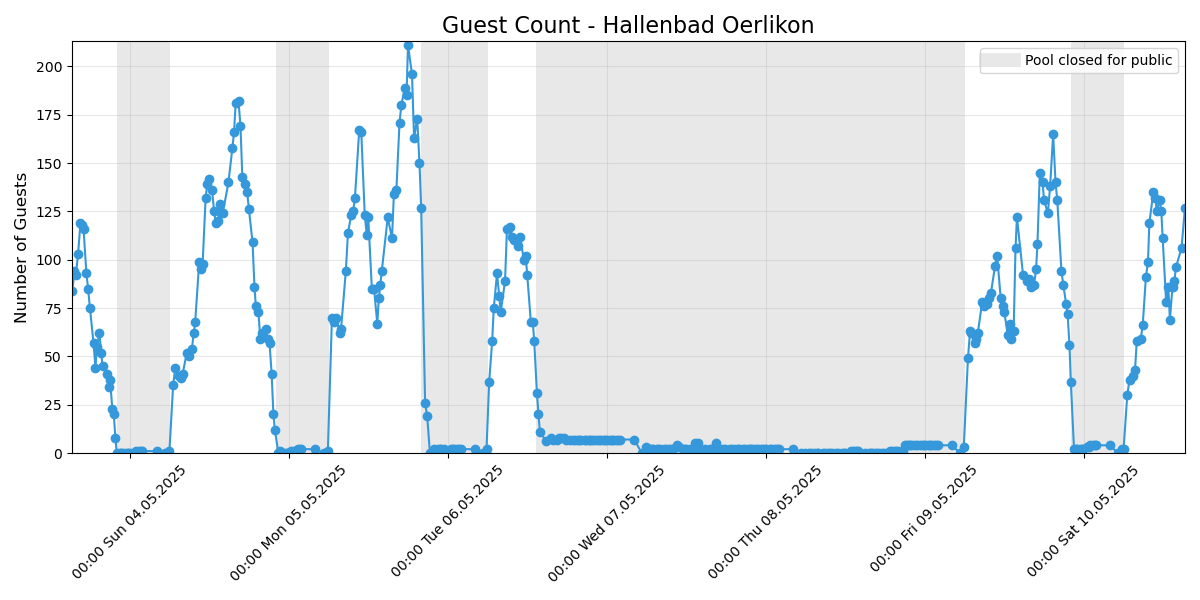 Guest Count - Hallenbad Oerlikon
Pool closed for public
Number of Guests
200
175
150
125
100
75
50
25
0
00:00 Sun 04.05.2025
00:00 Mon 05.05.2025
00:00 Tue 06.05.2025
00:00 Wed 07.05.2025
00:00 Thu 08.05.2025
00:00 Fri 09.05.2025
00:00 Sat 10.05.2025